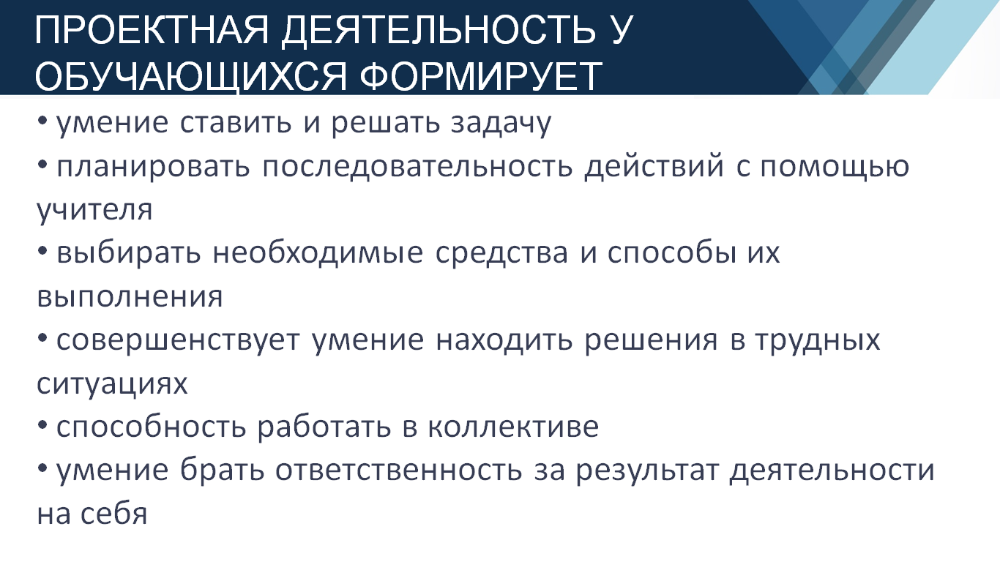 ПРОЕКТНАЯ ДЕЯТЕЛЬНОСТЬ У
ОБУЧАЮЩИХСЯ ФОРМИРУЕТ
• умение ставить и решать задачу
• планировать последовательность действий с помощью
учителя
• выбирать необходимые средства и способы их
выполнения
• совершенствует умение находить решения в трудных
ситуациях
• способность работать в коллективе
• умение брать ответственность за результат деятельности
на себя